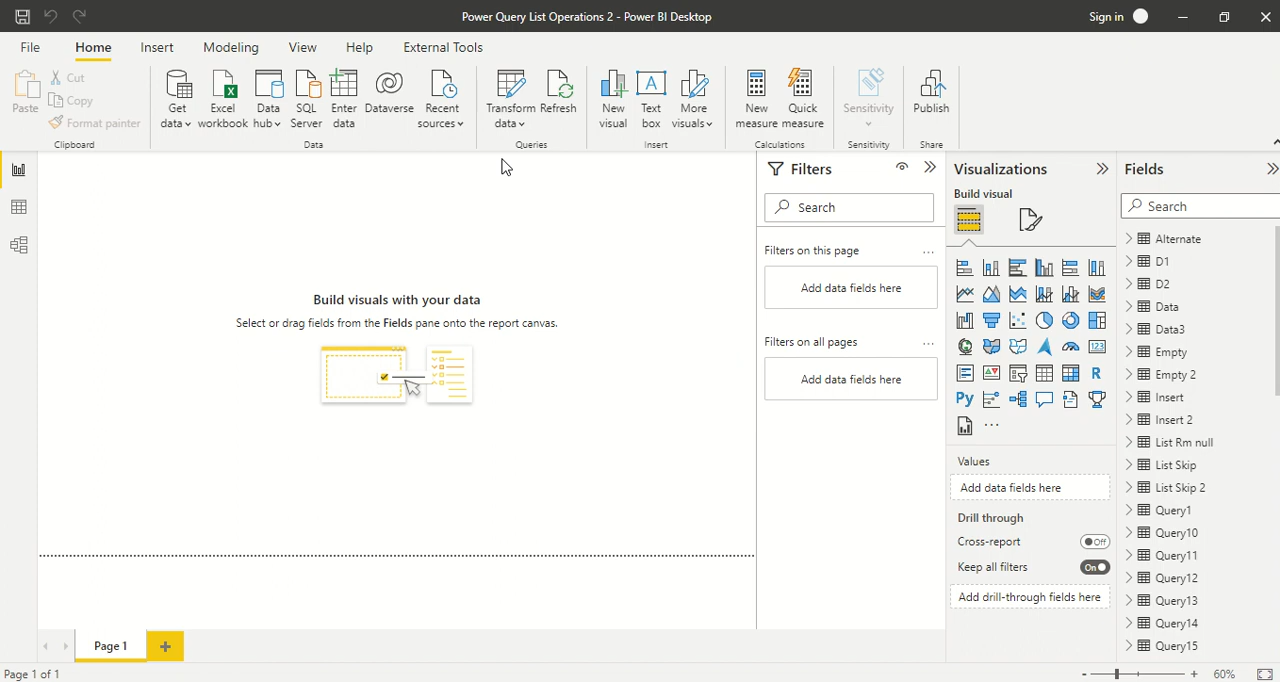 Power Query List Operations 2 - Power BI Desktop
Sign in
File Home Insert Modeling View Help External Tools
Paste
Cut
Copy
Format painter
Clipboard
Get data
Excel workbook
Data hub
SQL Server
Enter data
Dataverse
Recent sources
Data
Transform data
Refresh
Queries
New visual
Text box
More visuals
Insert
New measure
Quick measure
Calculations
Sensitivity
Sensitivity
Publish
Share
Build visuals with your data
Select or drag fields from the Fields pane onto the report canvas.
Filters
Search
Filters on this page
...
Add data fields here
Filters on all pages
...
Add data fields here
Visualizations
Build visual
A
123
R
Py
...
Values
Add data fields here
Drill through
Cross-report
Off
Keep all filters
On
Add drill-through fields here
Fields
Search
Alternate
D1
D2
Data
Data3
Empty
Empty 2
Insert
Insert 2
List Rm null
List Skip
List Skip 2
Query1
Query10
Query11
Query12
Query13
Query14
Query15
Page 1
+
Page 1 of 1
- + 60%